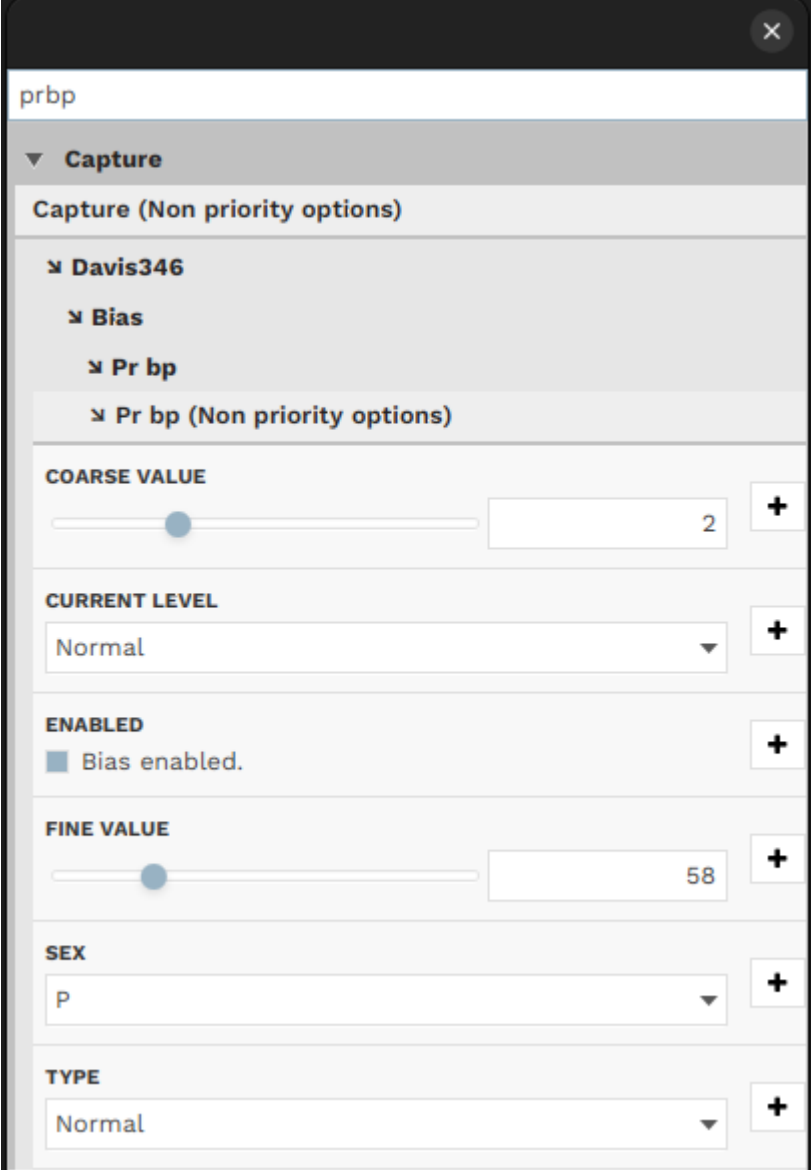 prbp
Capture
Capture (Non priority options)
Davis346
Bias
Pr bp
Pr bp (Non priority options)
COARSE VALUE
2
CURRENT LEVEL
Normal
ENABLED
Bias enabled.
FINE VALUE
58
SEX
P
TYPE
Normal